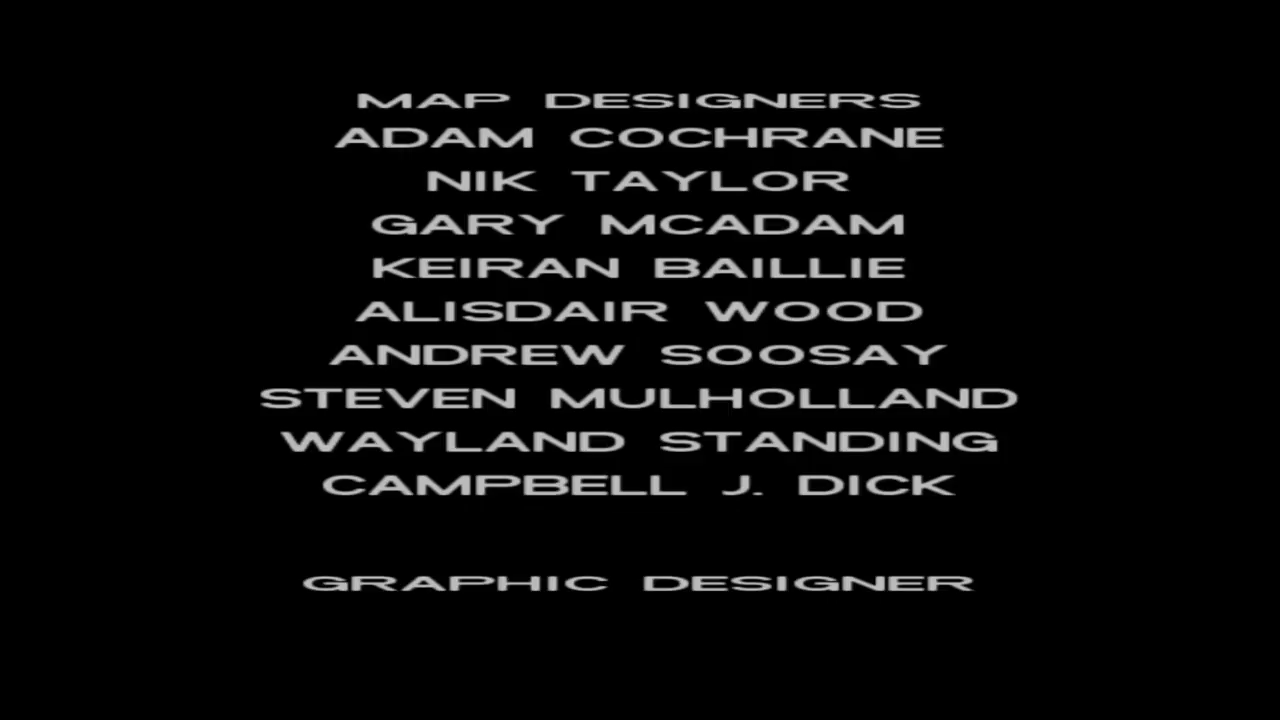 MAP DESIGNERS
ADAM COCHRANE
NIK TAYLOR
GARY MCADAM
KEIRAN BAILLIE
ALISDAIR WOOD
ANDREW SOOSAY
STEVEN MULHOLLAND
WAYLAND STANDING
CAMPBELL J. DICK
GRAPHIC DESIGNER